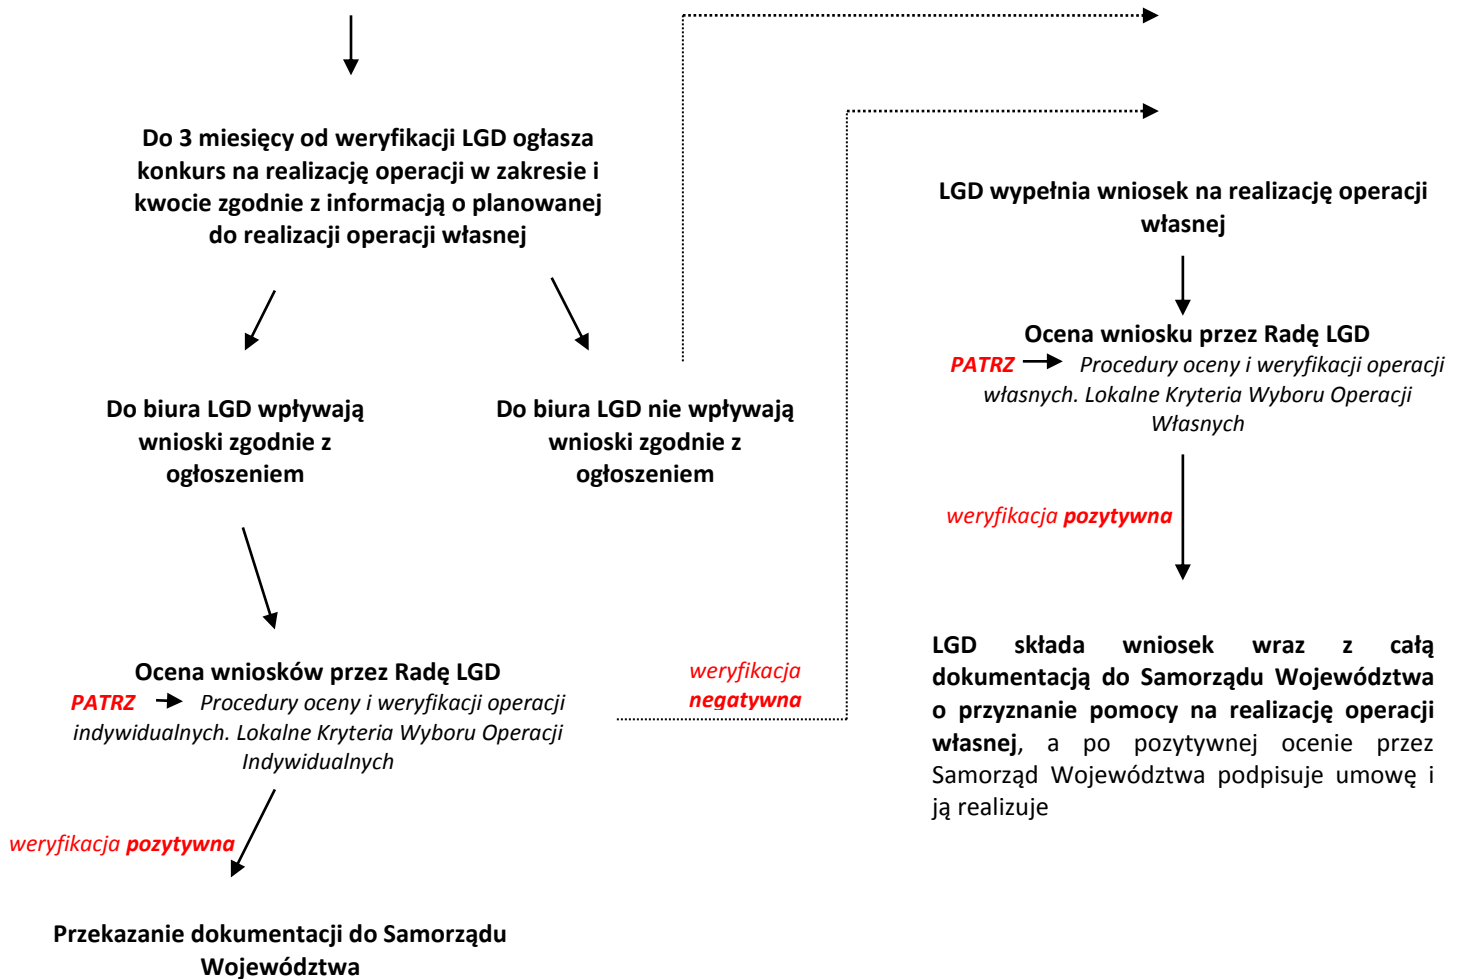 Do 3 miesięcy od weryfikacji LGD ogłasza
konkurs na realizację operacji w zakresie i
kwocie zgodnie z informacją o planowanej
do realizacji operacji własnej
Do biura LGD wpływają
wnioski zgodnie z
ogłoszeniem
Do biura LGD nie wpływają
wnioski zgodnie z
ogłoszeniem
Ocena wniosków przez Radę LGD
PATRZ Procedury oceny i weryfikacji operacji
indywidualnych. Lokalne Kryteria Wyboru Operacji
Indywidualnych
weryfikacja
negatywna
weryfikacja pozytywna
Przekazanie dokumentacji do Samorządu
Województwa
LGD wypełnia wniosek na realizację operacji
własnej
Ocena wniosku przez Radę LGD
PATRZ Procedury oceny i weryfikacji operacji
własnych. Lokalne Kryteria Wyboru Operacji
Własnych
weryfikacja pozytywna
LGD składa wniosek wraz z całą
dokumentacją do Samorządu Województwa
o przyznanie pomocy na realizację operacji
własnej, a po pozytywnej ocenie przez
Samorząd Województwa podpisuje umowę i
ją realizuje